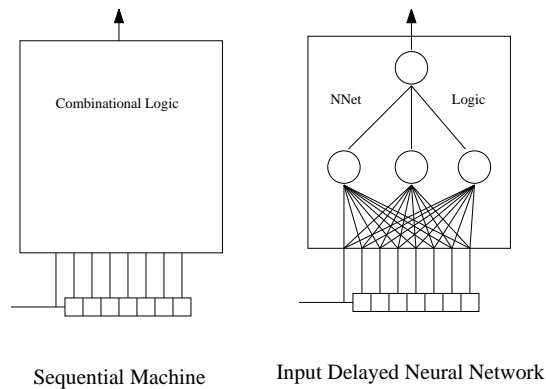 Combinational Logic
NNet Logic
Sequential Machine
Input Delayed Neural Network